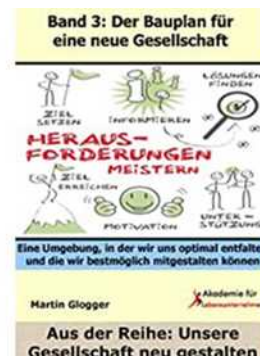 Band 3: Der Bauplan für
eine neue Gesellschaft
ZIEL
SETZEN
INFORMIEREN
LÖSUNGEN
FINDEN
HERAUS-
FORDERUNGEN
MEISTERN
ZIEL
ERREICHEN
MOTIVATION
UNTER-
STÜTZUNG
Eine Umgebung, in der wir uns optimal entfalten
und die wir bestmöglich mitgestalten können
Martin Glogger
Akademie für
Lebensunternehmer
Aus der Reihe: Unsere
Gesellschaft neu gestalten